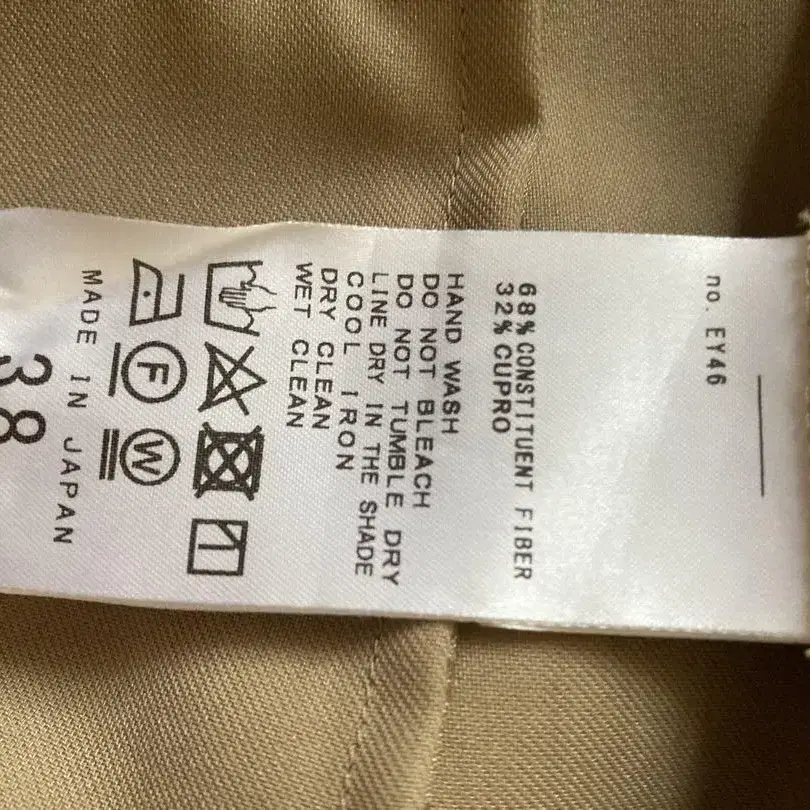 no. EY46
68% CONSTITUENT FIBER
32% CUPRO
HAND WASH
DO NOT BLEACH
DO NOT TUMBLE DRY
LINE DRY IN THE SHADE
COOL IRON
DRY CLEAN
WET CLEAN
F W
MADE IN JAPAN
38